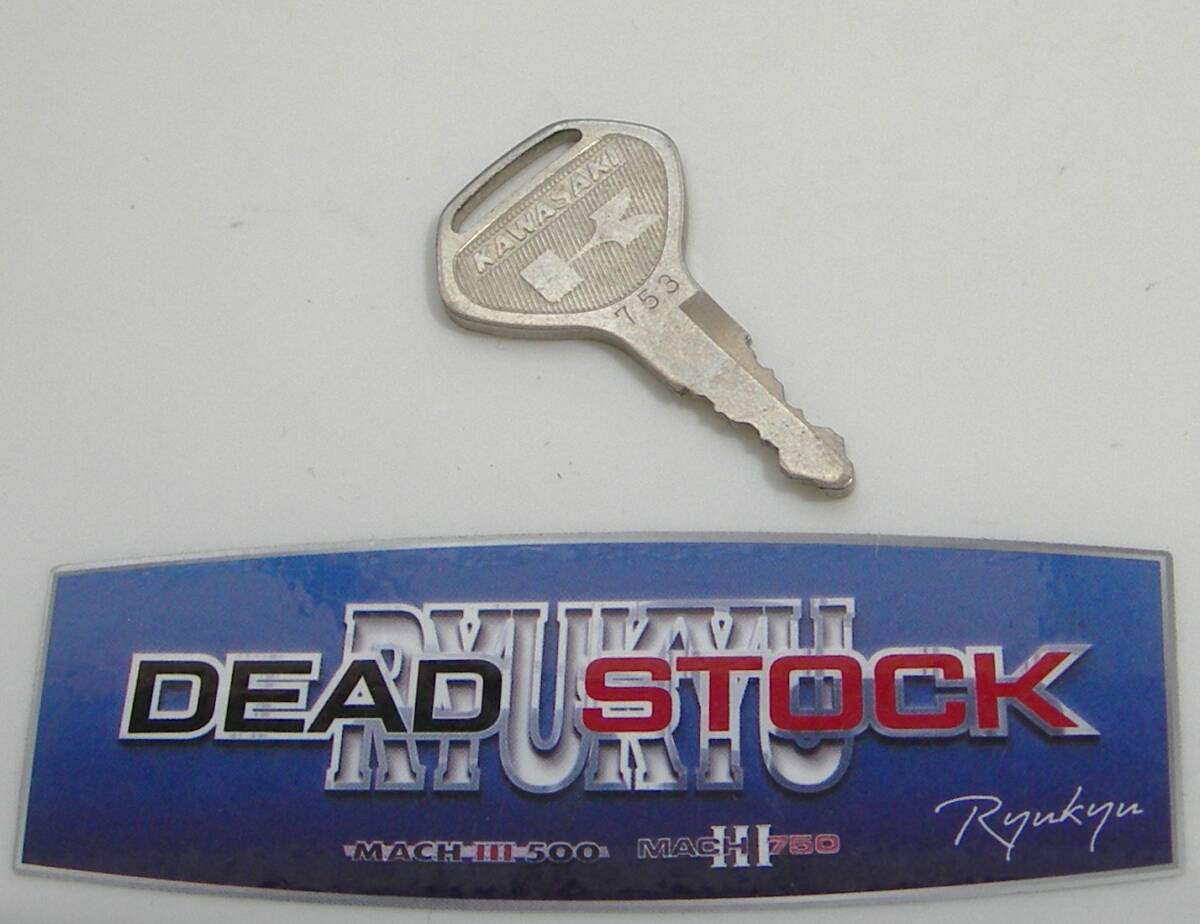 KAWASAKI
753
RYUKYU
DEAD STOCK
Ryukyu
MACH III 500 MACH III 750